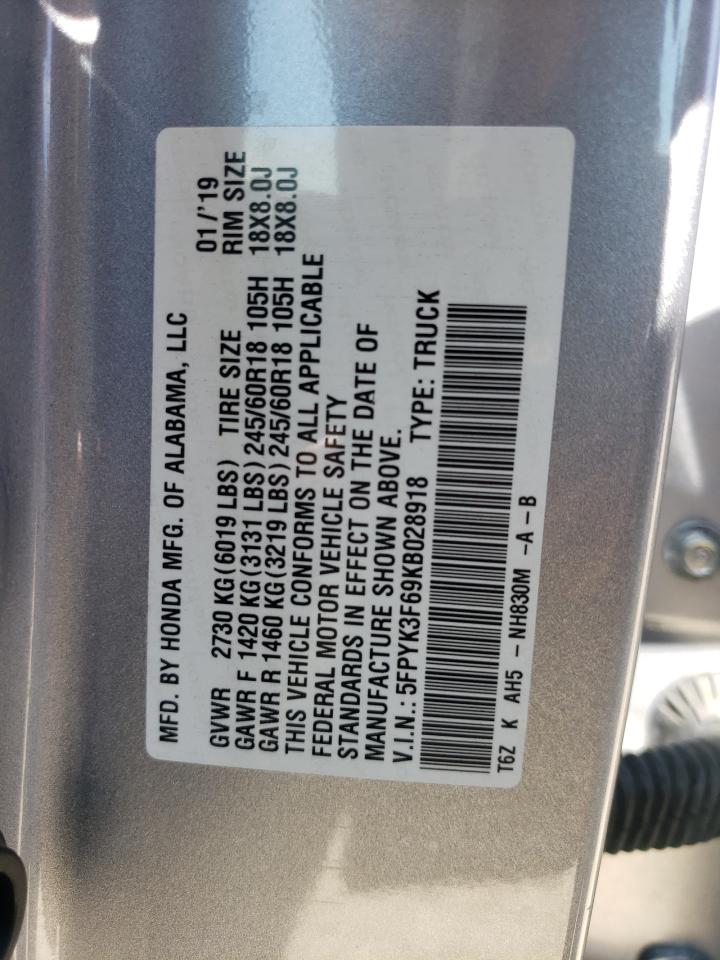 MFD. BY HONDA MFG. OF ALABAMA, LLC
01/'19
GVWR 2730 KG(6019 LBS) TIRE SIZE RIM SIZE
GAWR F 1420 KG(3131 LBS)245/60R18 105H 18X8.0J
GAWR R 1460 KG(3219 LBS)245/60R18 105H 18X8.0J
THIS VEHICLE CONFORMS TO ALL APPLICABLE
FEDERAL MOTOR VEHICLE SAFETY
STANDARDS IN EFFECT ON THE DATE OF
MANUFACTURE SHOWN ABOVE.
V.I.N.: 5FPYK3F69KB028918 TYPE: TRUCK
T6Z K AH5 - NH830M -A-B